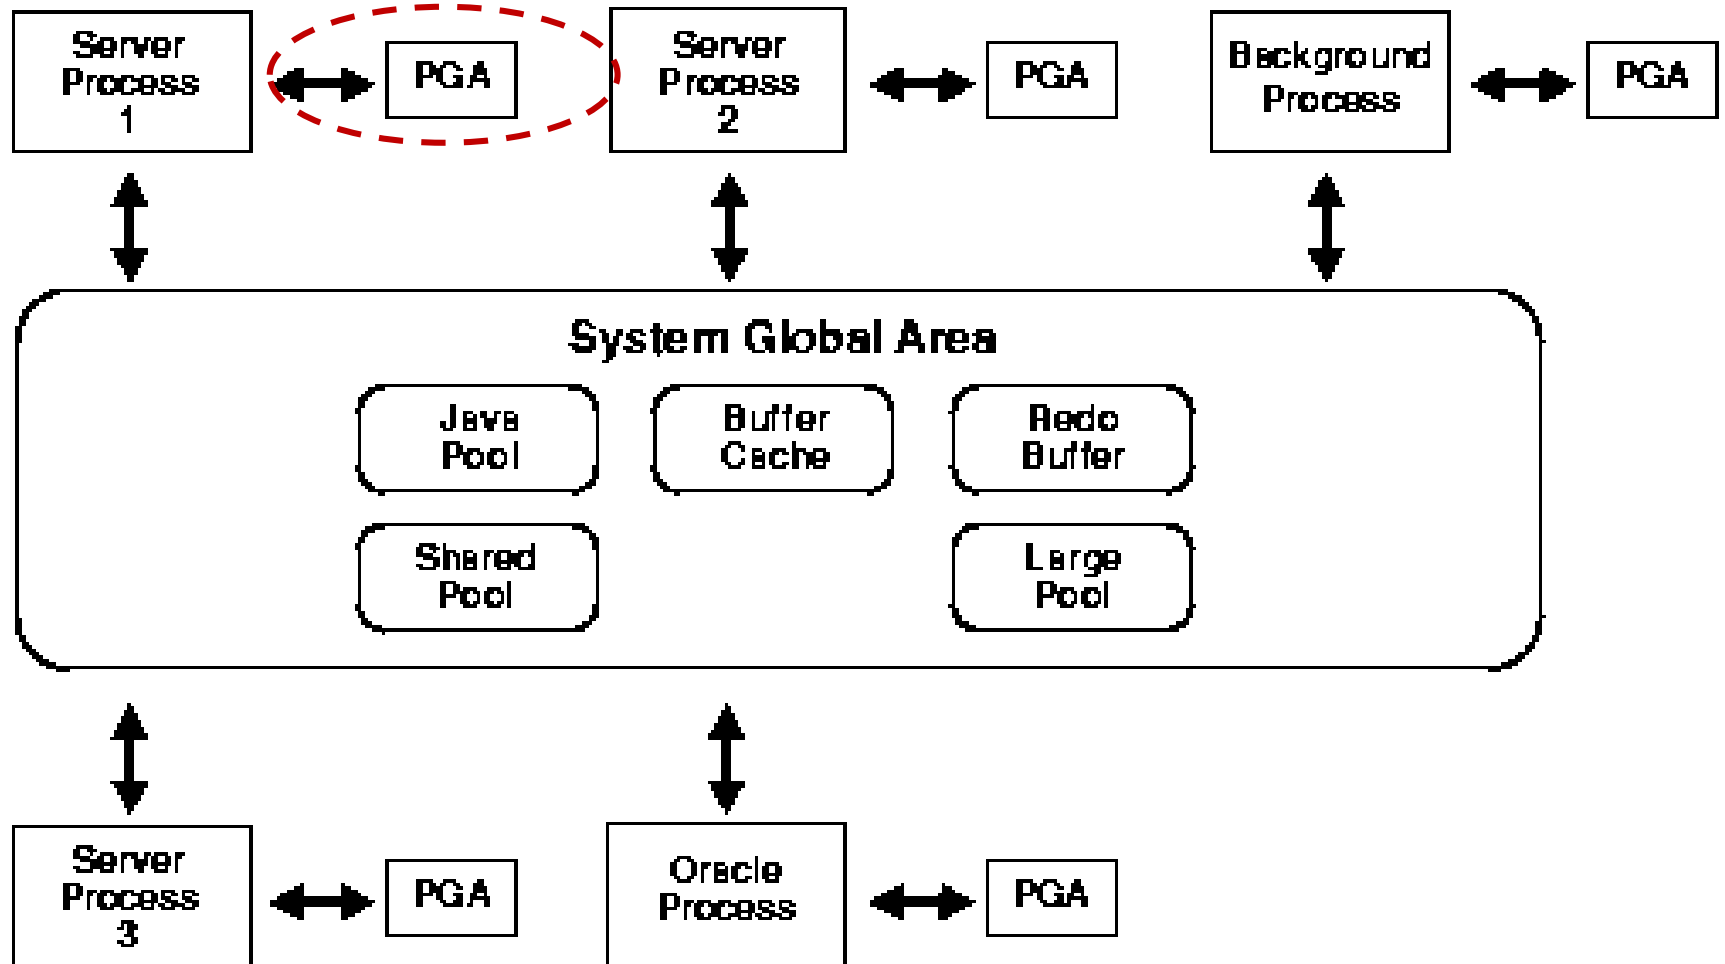 Server
Process
1
PGA
Server
Process
2
PGA
Background
Process
PGA
System Global Area
Java
Pool
Buffer
Cache
Redo
Buffer
Shared
Pool
Large
Pool
Server
Process
3
PGA
Oracle
Process
PGA